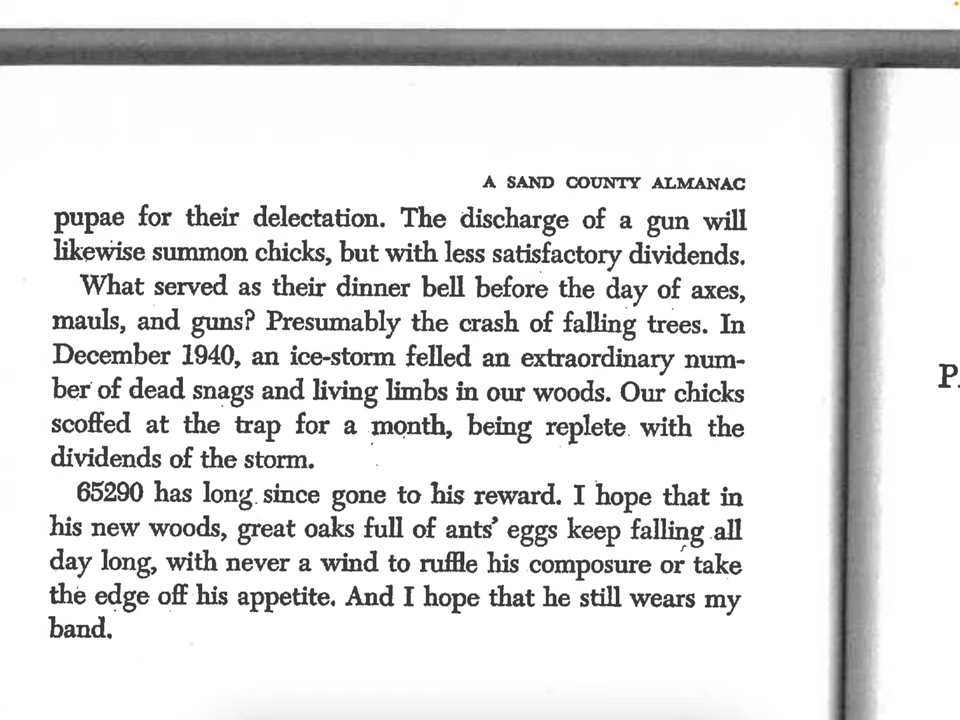 A SAND COUNTY ALMANAC
pupae for their delectation. The discharge of a gun will
likewise summon chicks, but with less satisfactory dividends.
What served as their dinner bell before the day of axes,
mauls, and guns? Presumably the crash of falling trees. In
December 1940, an ice-storm felled an extraordinary num-
ber of dead snags and living limbs in our woods. Our chicks
scoffed at the trap for a month, being replete with the
dividends of the storm.
65290 has long since gone to his reward. I hope that in
his new woods, great oaks full of ants' eggs keep falling all
day long, with never a wind to ruffle his composure or take
the edge off his appetite. And I hope that he still wears my
band.